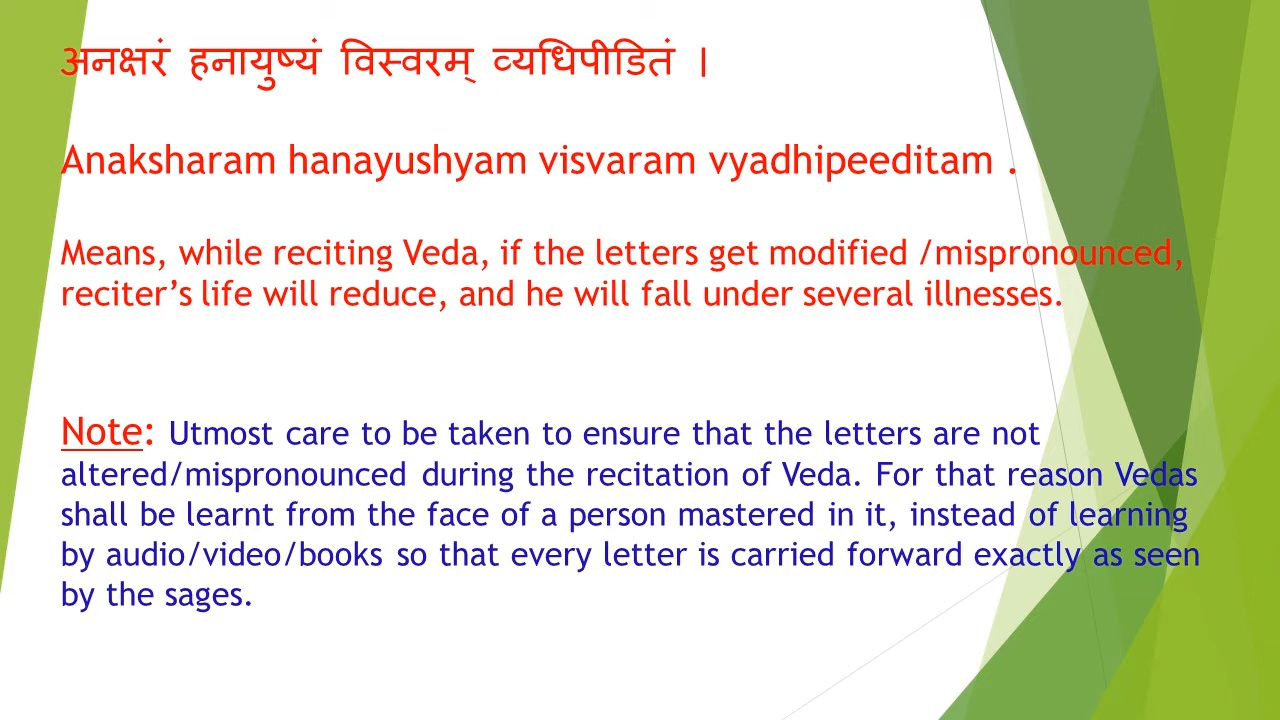 अनक्षरं हनायुष्यं विस्वरम् व्यधिपीडितं ।
Anaksharam hanayushyam visvaram vyadhipeeditam .
Means, while reciting Veda, if the letters get modified /mispronounced,
reciter’s life will reduce, and he will fall under several illnesses.
Note: Utmost care to be taken to ensure that the letters are not
altered/mispronounced during the recitation of Veda. For that reason Vedas
shall be learnt from the face of a person mastered in it, instead of learning
by audio/video/books so that every letter is carried forward exactly as seen
by the sages.